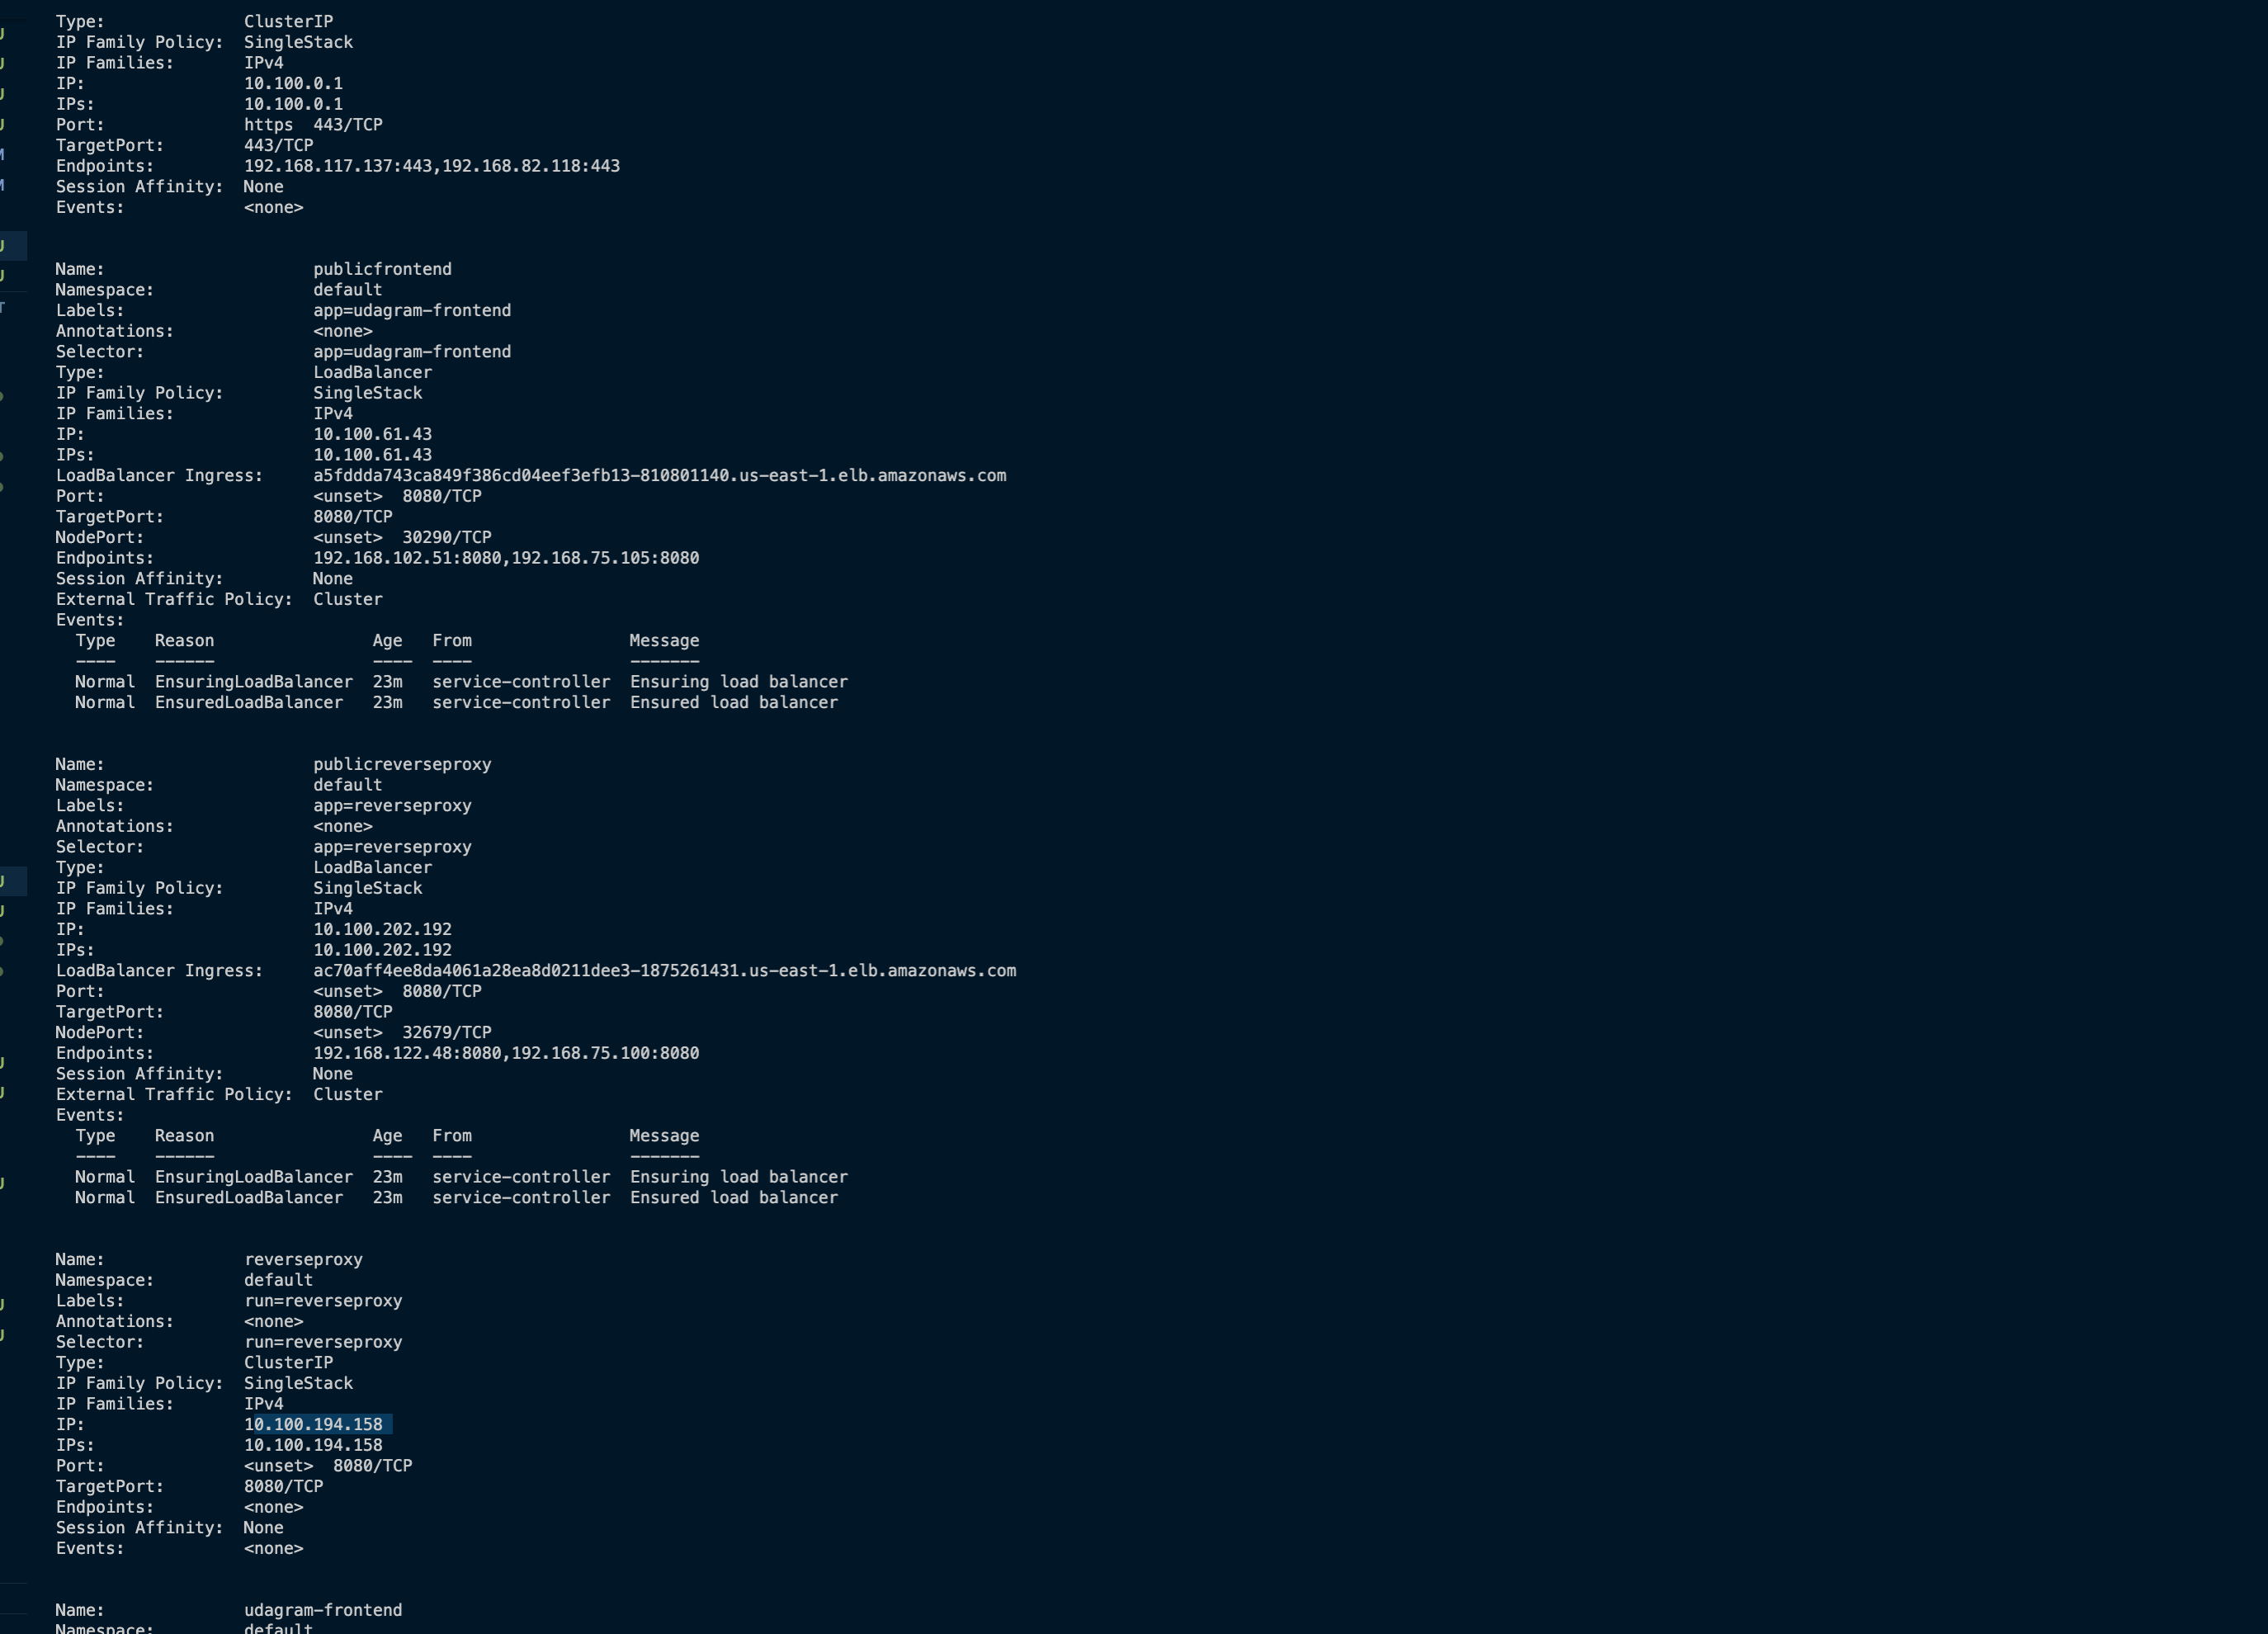 Type:              ClusterIP
IP Family Policy:  SingleStack
IP Families:       IPv4
IP:                10.100.0.1
IPs:               10.100.0.1
Port:              https  443/TCP
TargetPort:        443/TCP
Endpoints:         192.168.117.137:443,192.168.82.118:443
Session Affinity:  None
Events:            <none>
Name:                     publicfrontend
Namespace:                default
Labels:                   app=udagram-frontend
Annotations:              <none>
Selector:                 app=udagram-frontend
Type:                     LoadBalancer
IP Family Policy:         SingleStack
IP Families:              IPv4
IP:                       10.100.61.43
IPs:                      10.100.61.43
LoadBalancer Ingress:     a5fddda743ca849f386cd04eef3efb13-810801140.us-east-1.elb.amazonaws.com
Port:                     <unset>  8080/TCP
TargetPort:               8080/TCP
NodePort:                 <unset>  30290/TCP
Endpoints:                192.168.102.51:8080,192.168.75.105:8080
Session Affinity:         None
External Traffic Policy:  Cluster
Events:
  Type    Reason                Age   From                Message
  ----    ------                ----  ----                -------
  Normal  EnsuringLoadBalancer  23m   service-controller  Ensuring load balancer
  Normal  EnsuredLoadBalancer   23m   service-controller  Ensured load balancer
Name:                     publicreverseproxy
Namespace:                default
Labels:                   app=reverseproxy
Annotations:              <none>
Selector:                 app=reverseproxy
Type:                     LoadBalancer
IP Family Policy:         SingleStack
IP Families:              IPv4
IP:                       10.100.202.192
IPs:                      10.100.202.192
LoadBalancer Ingress:     ac70aff4ee8da4061a28ea8d0211dee3-1875261431.us-east-1.elb.amazonaws.com
Port:                     <unset>  8080/TCP
TargetPort:               8080/TCP
NodePort:                 <unset>  32679/TCP
Endpoints:                192.168.122.48:8080,192.168.75.100:8080
Session Affinity:         None
External Traffic Policy:  Cluster
Events:
  Type    Reason                Age   From                Message
  ----    ------                ----  ----                -------
  Normal  EnsuringLoadBalancer  23m   service-controller  Ensuring load balancer
  Normal  EnsuredLoadBalancer   23m   service-controller  Ensured load balancer
Name:              reverseproxy
Namespace:         default
Labels:            run=reverseproxy
Annotations:       <none>
Selector:          run=reverseproxy
Type:              ClusterIP
IP Family Policy:  SingleStack
IP Families:       IPv4
IP:                10.100.194.158
IPs:               10.100.194.158
Port:              <unset>  8080/TCP
TargetPort:        8080/TCP
Endpoints:         <none>
Session Affinity:  None
Events:            <none>
Name:              udagram-frontend
Namespace:         default